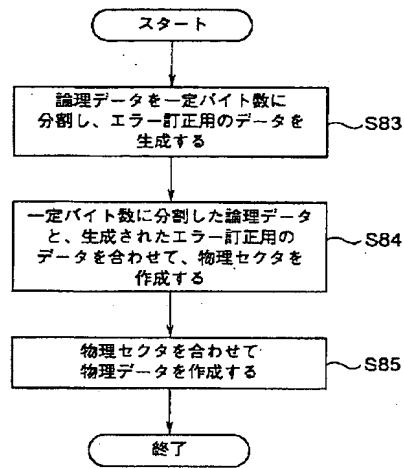 スタート
論理データを一定バイト数に
分割し、エラー訂正用のデータを
生成する
S83
一定バイト数に分割した論理データ
と、生成されたエラー訂正用の
データを合わせて、物理セクタを
作成する
S84
物理セクタを合わせて
物理データを作成する
S85
終了